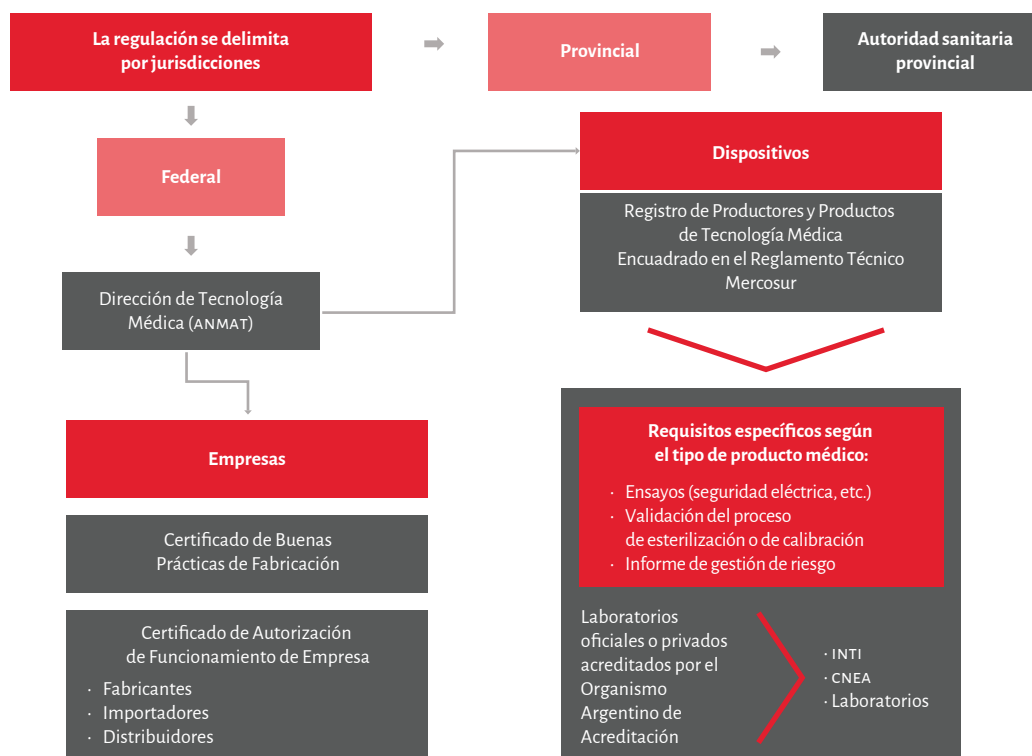 La regulación se delimita
por jurisdicciones
Provincial
Autoridad sanitaria
provincial
Federal
Dirección de Tecnología
Médica (ANMAT)
Empresas
Certificado de Buenas
Prácticas de Fabricación
Certificado de Autorización
de Funcionamiento de Empresa
· Fabricantes
· Importadores
· Distribuidores
Dispositivos
Registro de Productores y Productos
de Tecnología Médica
Encuadrado en el Reglamento Técnico
Mercosur
Requisitos específicos según
el tipo de producto médico:
· Ensayos (seguridad eléctrica, etc.)
· Validación del proceso
de esterilización o de calibración
· Informe de gestión de riesgo
Laboratorios
oficiales o privados
acreditados por el
Organismo
Argentino de
Acreditación
· INTI
· CNEA
· Laboratorios